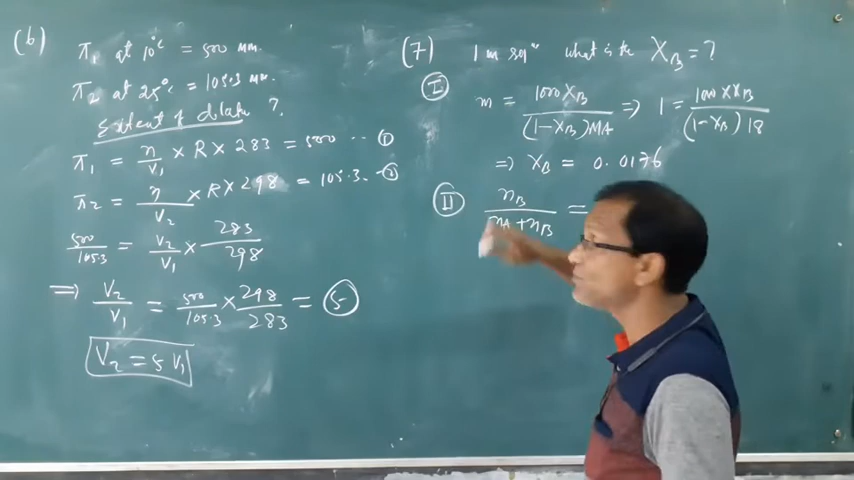 (6) π₁ at 10°C = 500 mm.
π₂ at 25°C = 105.3 mm.
Extent of dilutn ?
π₁ = n/V₁ × R × 283 = 500 --- ①
π₂ = n/V₂ × R × 298 = 105.3. --②
500/105.3 = V₂/V₁ × 283/298
⇒ V₂/V₁ = 500/105.3 × 298/283 = 5
V₂ = 5 V₁
(7) 1 m sqⁿ what is the X_B = ?
I m = 1000 X_B/(1-X_B)MA ⇒ 1 = 1000 × X_B/(1-X_B) 18
⇒ X_B = 0.0176
II n_B/n_A + n_B =